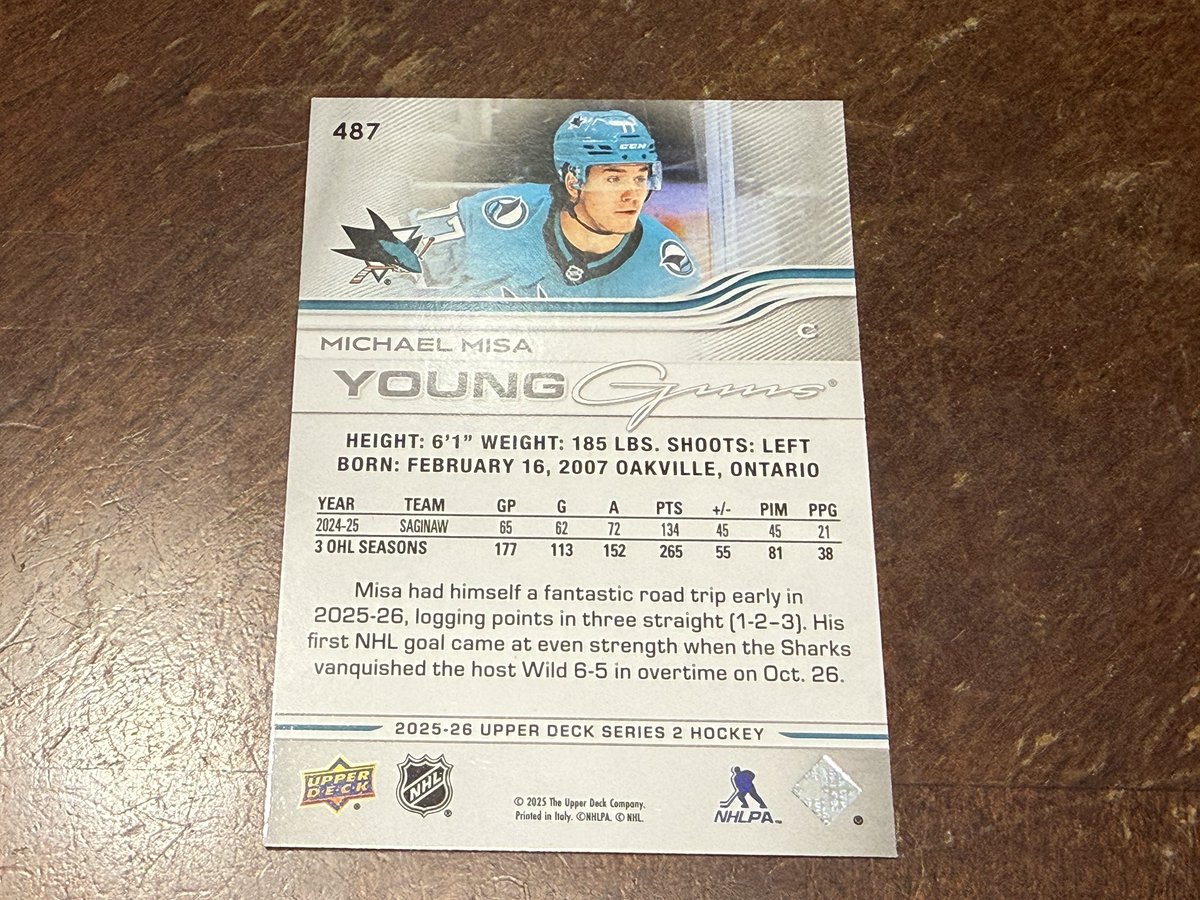 487
CCM
C
MICHAEL MISA
YOUNG Guns®
HEIGHT: 6'1" WEIGHT: 185 LBS. SHOOTS: LEFT
BORN: FEBRUARY 16, 2007 OAKVILLE, ONTARIO
YEAR TEAM GP G A PTS +/- PIM PPG
2024-25 SAGINAW 65 62 72 134 45 45 21
3 OHL SEASONS 177 113 152 265 55 81 38
Misa had himself a fantastic road trip early in
2025-26, logging points in three straight (1-2–3). His
first NHL goal came at even strength when the Sharks
vanquished the host Wild 6-5 in overtime on Oct. 26.
2025-26 UPPER DECK SERIES 2 HOCKEY
UPPER
DECK®
NHL®
© 2025 The Upper Deck Company.
Printed in Italy. ©NHLPA. © NHL.
NHLPA™